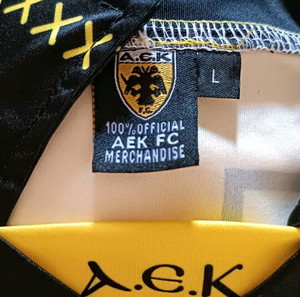 A.E.K
F.C.
L
100% OFFICIAL
AEK FC
MERCHANDISE
A.E.K